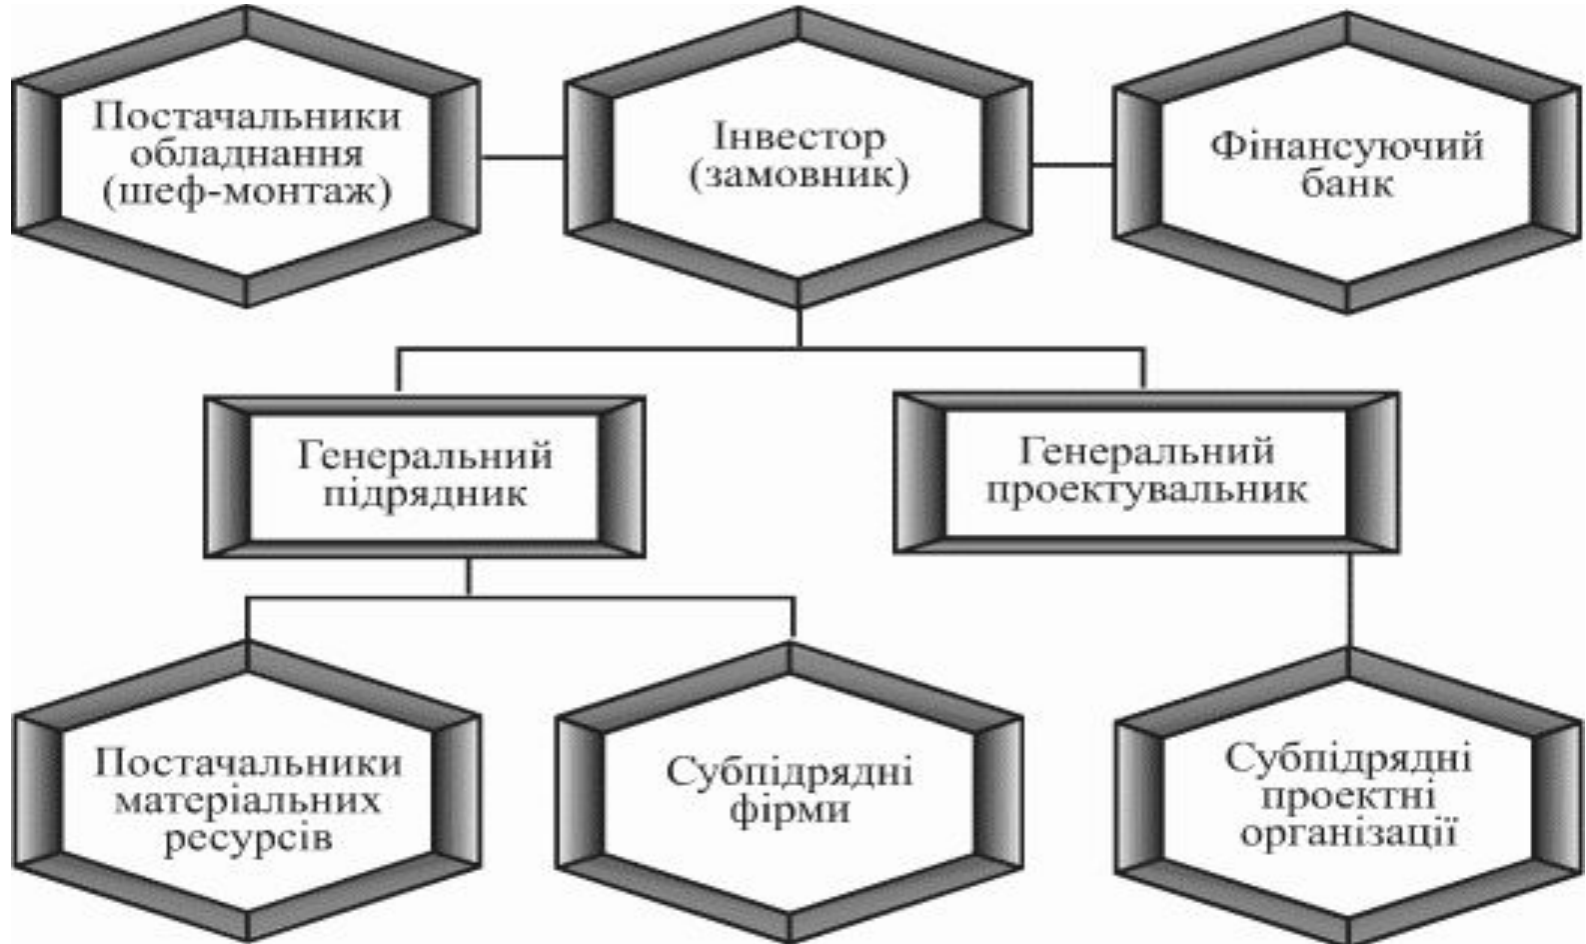 Постачальники
обладнання
(шеф-монтаж)
Інвестор
(замовник)
Фінансуючий
банк
Генеральний
підрядник
Генеральний
проектувальник
Постачальники
матеріальних
ресурсів
Субпідрядні
фірми
Субпідрядні
проектні
організації